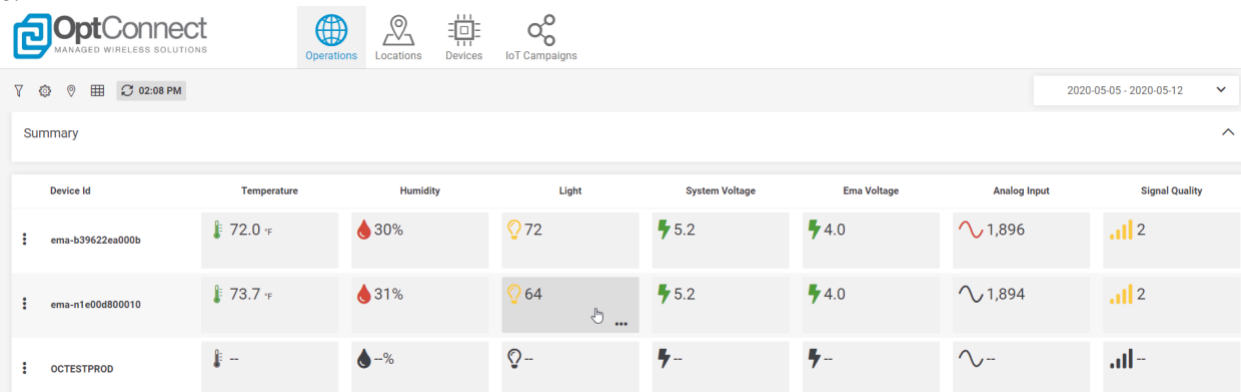 OptConnect
MANAGED WIRELESS SOLUTIONS
Operations Locations Devices IoT Campaigns
02:08 PM 2020-05-05 - 2020-05-12
Summary
Device Id Temperature Humidity Light System Voltage Ema Voltage Analog Input Signal Quality
ema-b39622ea000b 72.0 °F 30% 72 5.2 4.0 1,896 2
ema-n1e00d800010 73.7 °F 31% 64 5.2 4.0 1,894 2
...
OCTESTPROD -- --% -- -- -- -- --